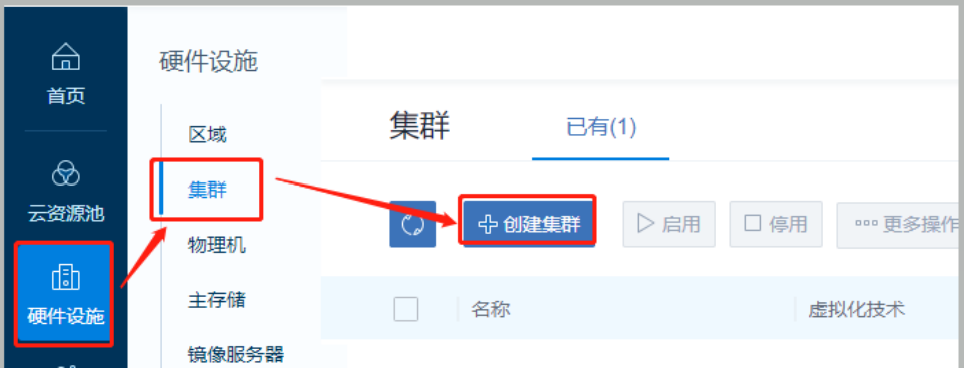 首页
云资源池
硬件设施
硬件设施
区域
集群
物理机
主存储
镜像服务器
集群
已有(1)
创建集群
启用
停用
更多操作
名称
虚拟化技术